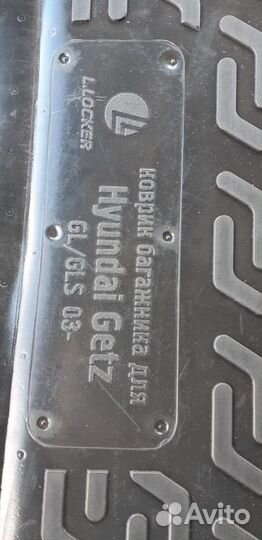 L.LOCKER
коврик багажника для
Hyundai Getz
GL/GLS 03-
Avito